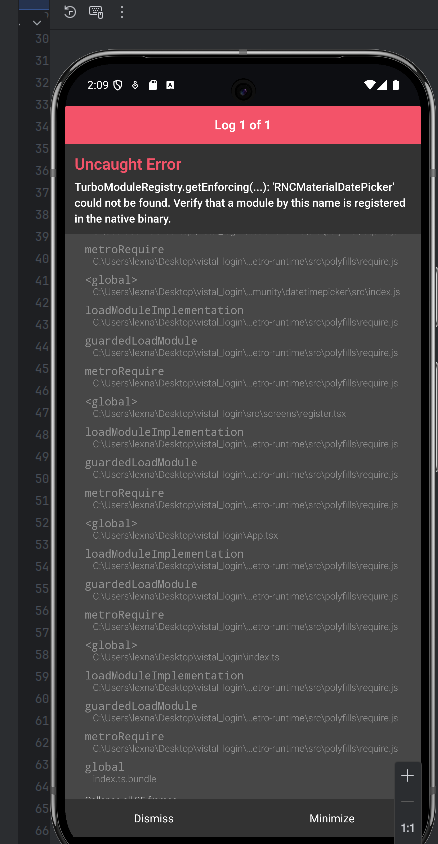 30
31
32
33
34
35
36
37
38
39
40
41
42
43
44
45
46
47
48
49
50
51
52
53
54
55
56
57
58
59
60
61
62
63
64
65
66
2:09
Log 1 of 1
Uncaught Error
TurboModuleRegistry.getEnforcing(...): 'RNCMaterialDatePicker'
could not be found. Verify that a module by this name is registered
in the native binary.
metroRequire
C:\Users\lexna\Desktop\vistal_login\...etro-runtime\src\polyfills\require.js
<global>
C:\Users\lexna\Desktop\vistal_login\...munity\datetimepicker\src\index.js
loadModuleImplementation
C:\Users\lexna\Desktop\vistal_login\...etro-runtime\src\polyfills\require.js
guardedLoadModule
C:\Users\lexna\Desktop\vistal_login\...etro-runtime\src\polyfills\require.js
metroRequire
C:\Users\lexna\Desktop\vistal_login\...etro-runtime\src\polyfills\require.js
<global>
C:\Users\lexna\Desktop\vistal_login\src\screens\register.tsx
loadModuleImplementation
C:\Users\lexna\Desktop\vistal_login\...etro-runtime\src\polyfills\require.js
guardedLoadModule
C:\Users\lexna\Desktop\vistal_login\...etro-runtime\src\polyfills\require.js
metroRequire
C:\Users\lexna\Desktop\vistal_login\...etro-runtime\src\polyfills\require.js
<global>
C:\Users\lexna\Desktop\vistal_login\App.tsx
loadModuleImplementation
C:\Users\lexna\Desktop\vistal_login\...etro-runtime\src\polyfills\require.js
guardedLoadModule
C:\Users\lexna\Desktop\vistal_login\...etro-runtime\src\polyfills\require.js
metroRequire
C:\Users\lexna\Desktop\vistal_login\...etro-runtime\src\polyfills\require.js
<global>
C:\Users\lexna\Desktop\vistal_login\index.ts
loadModuleImplementation
C:\Users\lexna\Desktop\vistal_login\...etro-runtime\src\polyfills\require.js
guardedLoadModule
C:\Users\lexna\Desktop\vistal_login\...etro-runtime\src\polyfills\require.js
metroRequire
C:\Users\lexna\Desktop\vistal_login\...etro-runtime\src\polyfills\require.js
global
index.ts.bundle
Dismiss
Minimize
1:1